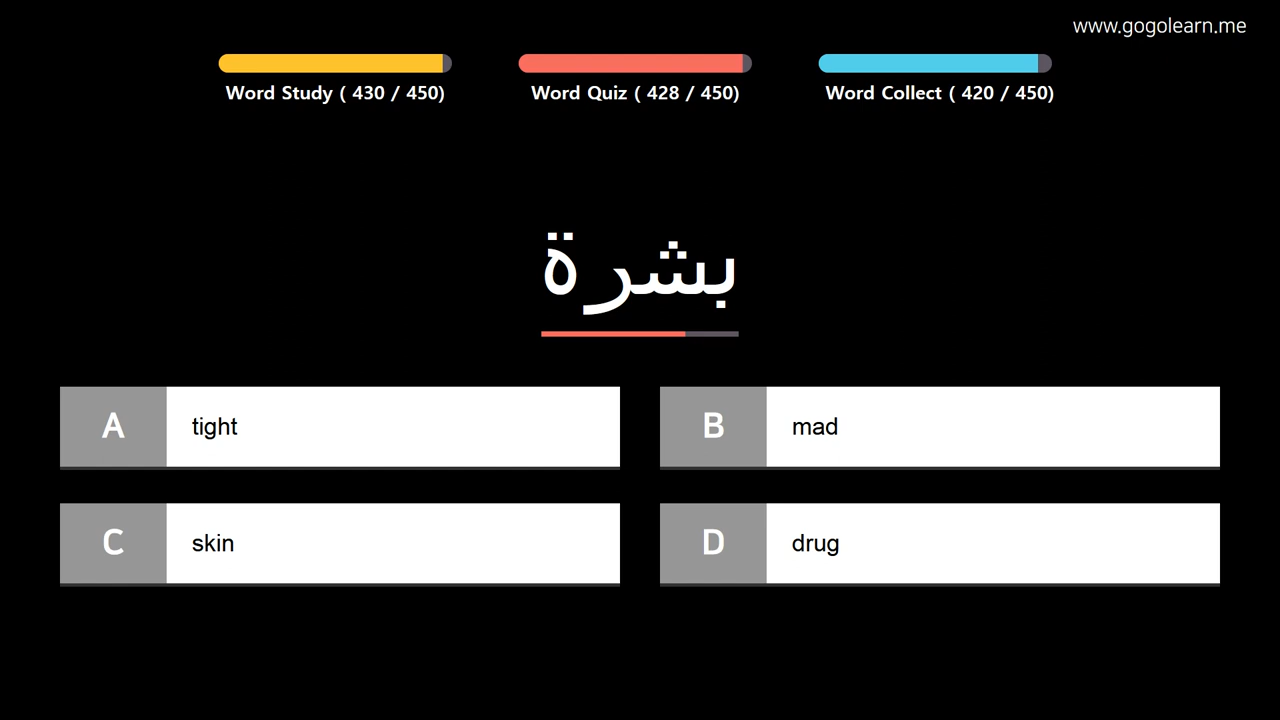 www.gogolearn.me
Word Study ( 430 / 450)
Word Quiz ( 428 / 450)
Word Collect ( 420 / 450)
بشرة
A tight
B mad
C skin
D drug